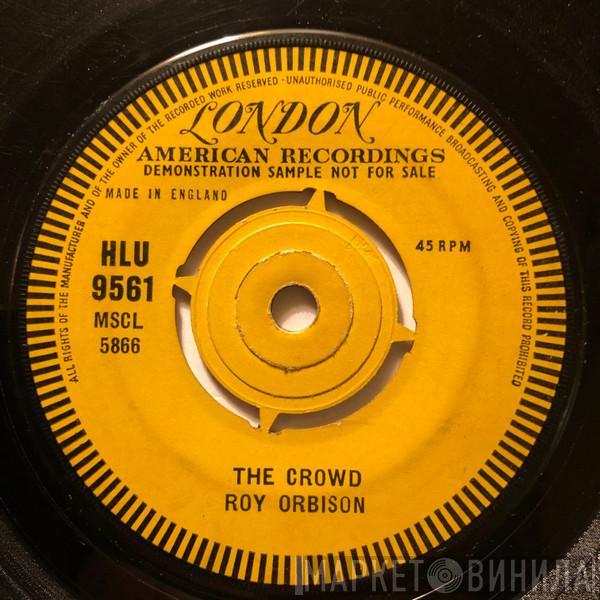 ALL RIGHTS OF THE MANUFACTURER AND OF THE OWNER OF THE RECORDED WORK RESERVED · UNAUTHORISED PUBLIC PERFORMANCE BROADCASTING AND COPYING OF THIS RECORD PROHIBITED
LONDON
AMERICAN RECORDINGS
DEMONSTRATION SAMPLE NOT FOR SALE
MADE IN ENGLAND
HLU
9561
MSCL
5866
45 RPM
THE CROWD
ROY ORBISON
МАРКЕТ ВИНИЛА